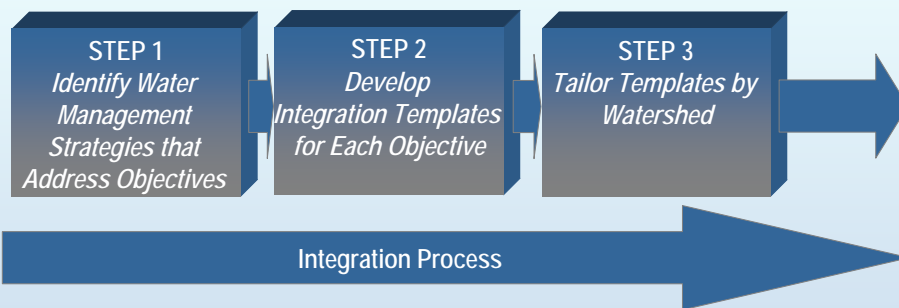 STEP 1
Identify Water
Management
Strategies that
Address Objectives
STEP 2
Develop
Integration Templates
for Each Objective
STEP 3
Tailor Templates by
Watershed
Integration Process